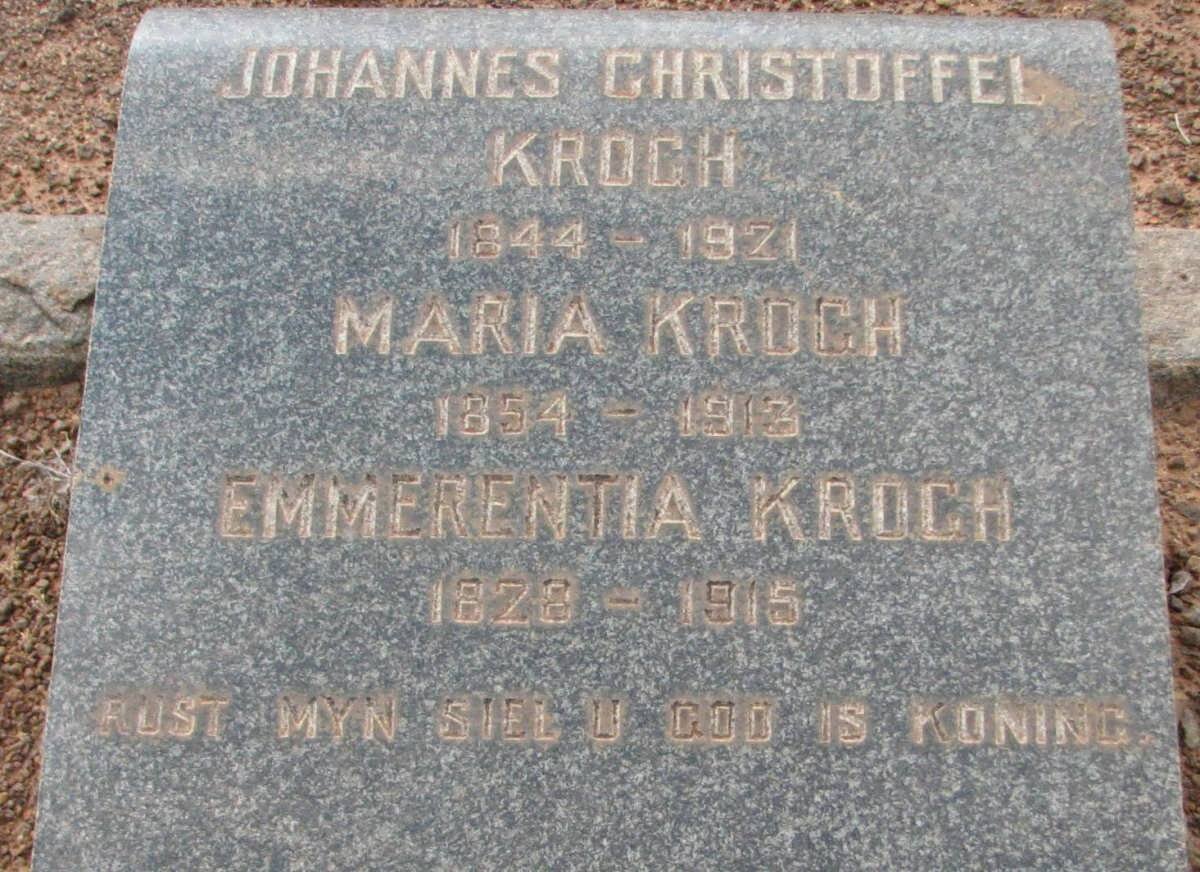 JOHANNES CHRISTOFFEL
KROGH
1844 - 1921
MARIA KROGH
1854 - 1913
EMMERENTIA KROGH
1828 - 1915
RUST MYN SIEL U GOD IS KONING.